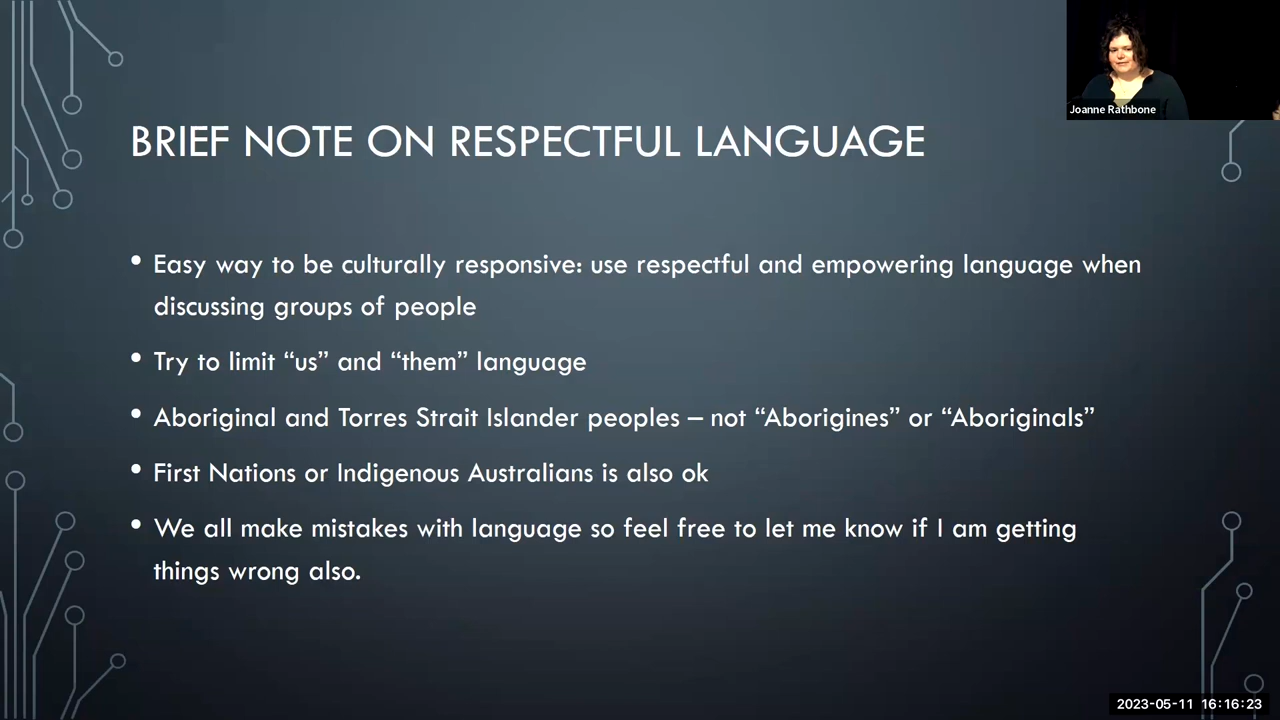 Joanne Rathbone
BRIEF NOTE ON RESPECTFUL LANGUAGE
• Easy way to be culturally responsive: use respectful and empowering language when
discussing groups of people
• Try to limit “us” and “them” language
• Aboriginal and Torres Strait Islander peoples – not “Aborigines” or “Aboriginals”
• First Nations or Indigenous Australians is also ok
• We all make mistakes with language so feel free to let me know if I am getting
things wrong also.
2023-05-11 16:16:23